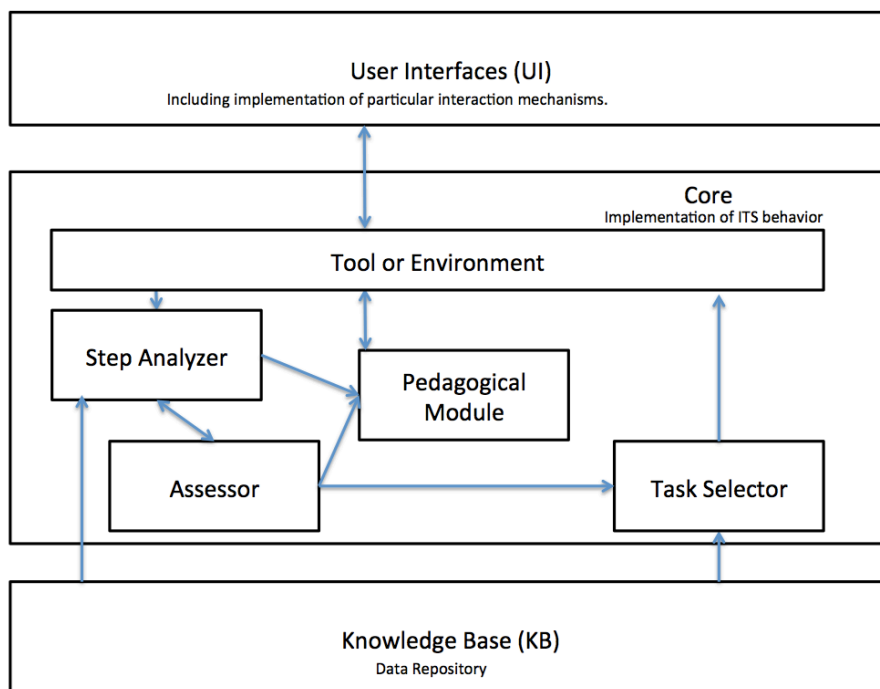 User Interfaces (UI)
Including implementation of particular interaction mechanisms.
Core
Implementation of ITS behavior
Tool or Environment
Step Analyzer
Pedagogical
Module
Assessor
Task Selector
Knowledge Base (KB)
Data Repository